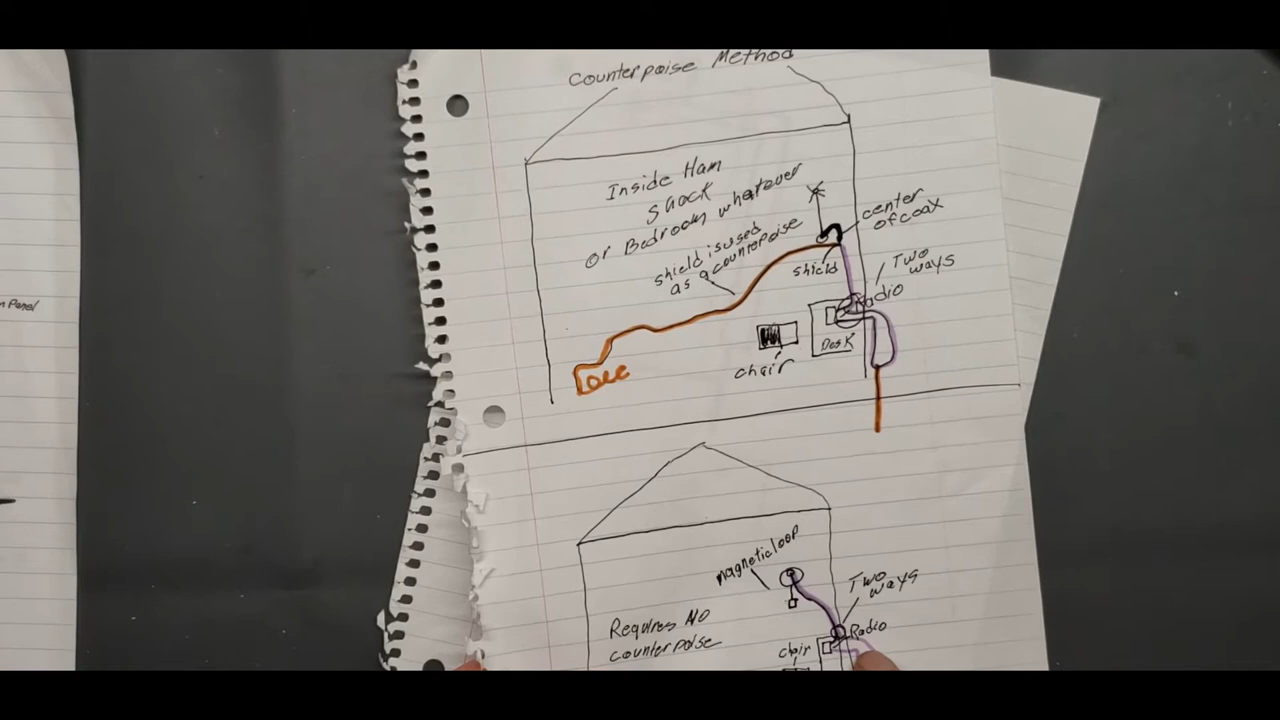 Counterpoise Method
Inside Ham
Shack
or Bedroom whatever
shield is used
as a counterpoise
center
of coax
shield
Two
ways
Radio
Desk
chair
n Panel
magnetic loop
Two
ways
Requires No
counterpoise
Radio
chair